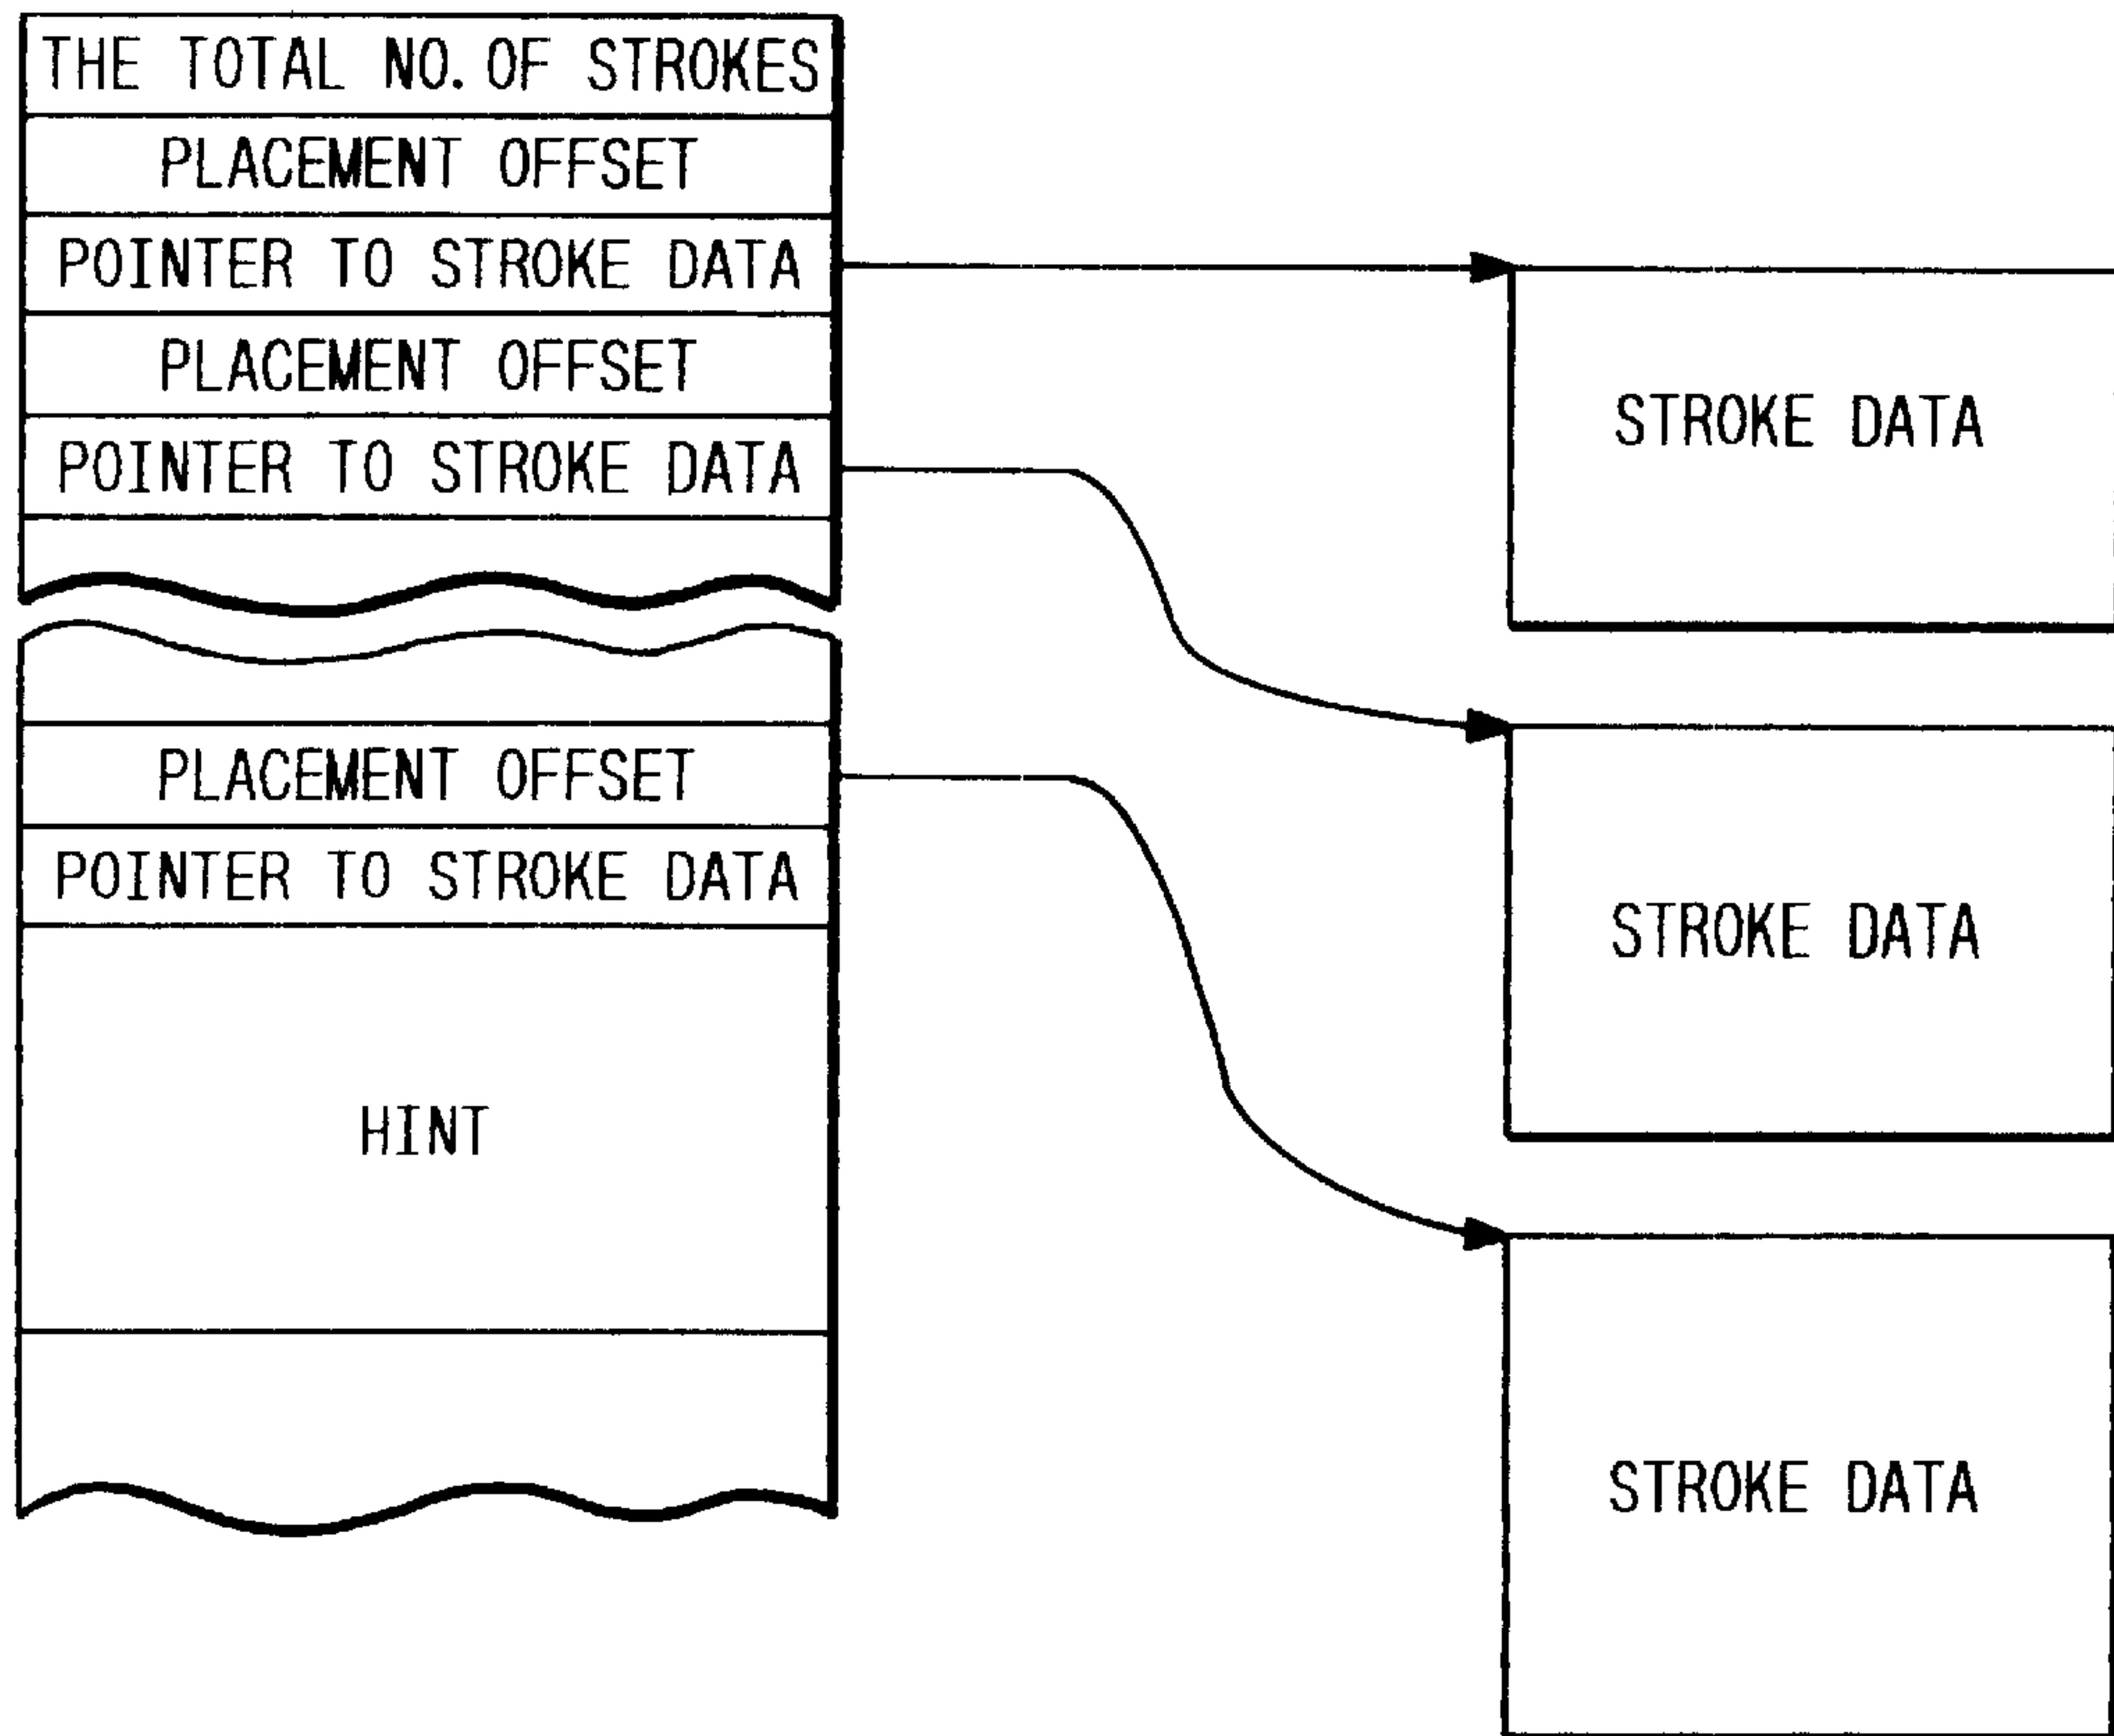 THE TOTAL NO. OF STROKES
PLACEMENT OFFSET
POINTER TO STROKE DATA
PLACEMENT OFFSET
POINTER TO STROKE DATA
PLACEMENT OFFSET
POINTER TO STROKE DATA
HINT
STROKE DATA
STROKE DATA
STROKE DATA